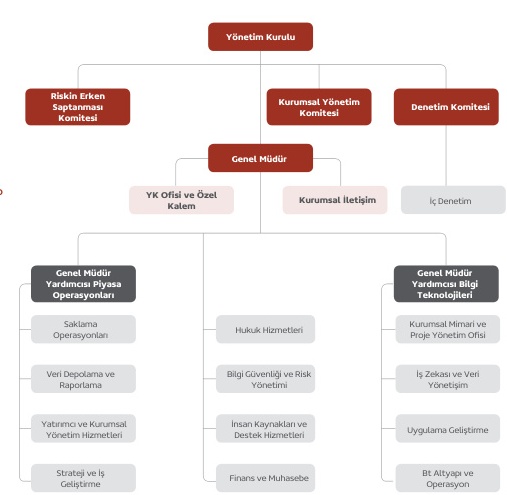 Yönetim Kurulu
Riskin Erken
Saptanması
Komitesi
Kurumsal Yönetim
Komitesi
Denetim Komitesi
Genel Müdür
YK Ofisi ve Özel
Kalem
Kurumsal İletişim
İç Denetim
Genel Müdür
Yardımcısı Piyasa
Operasyonları
Genel Müdür
Yardımcısı Bilgi
Teknolojileri
Saklama
Operasyonları
Hukuk Hizmetleri
Kurumsal Mimari ve
Proje Yönetim Ofisi
Veri Depolama ve
Raporlama
Bilgi Güvenliği ve Risk
Yönetimi
İş Zekası ve Veri
Yönetişim
Yatırımcı ve Kurumsal
Yönetim Hizmetleri
İnsan Kaynakları ve
Destek Hizmetleri
Uygulama Geliştirme
Strateji ve İş
Geliştirme
Finans ve Muhasebe
Bt Altyapı ve
Operasyon